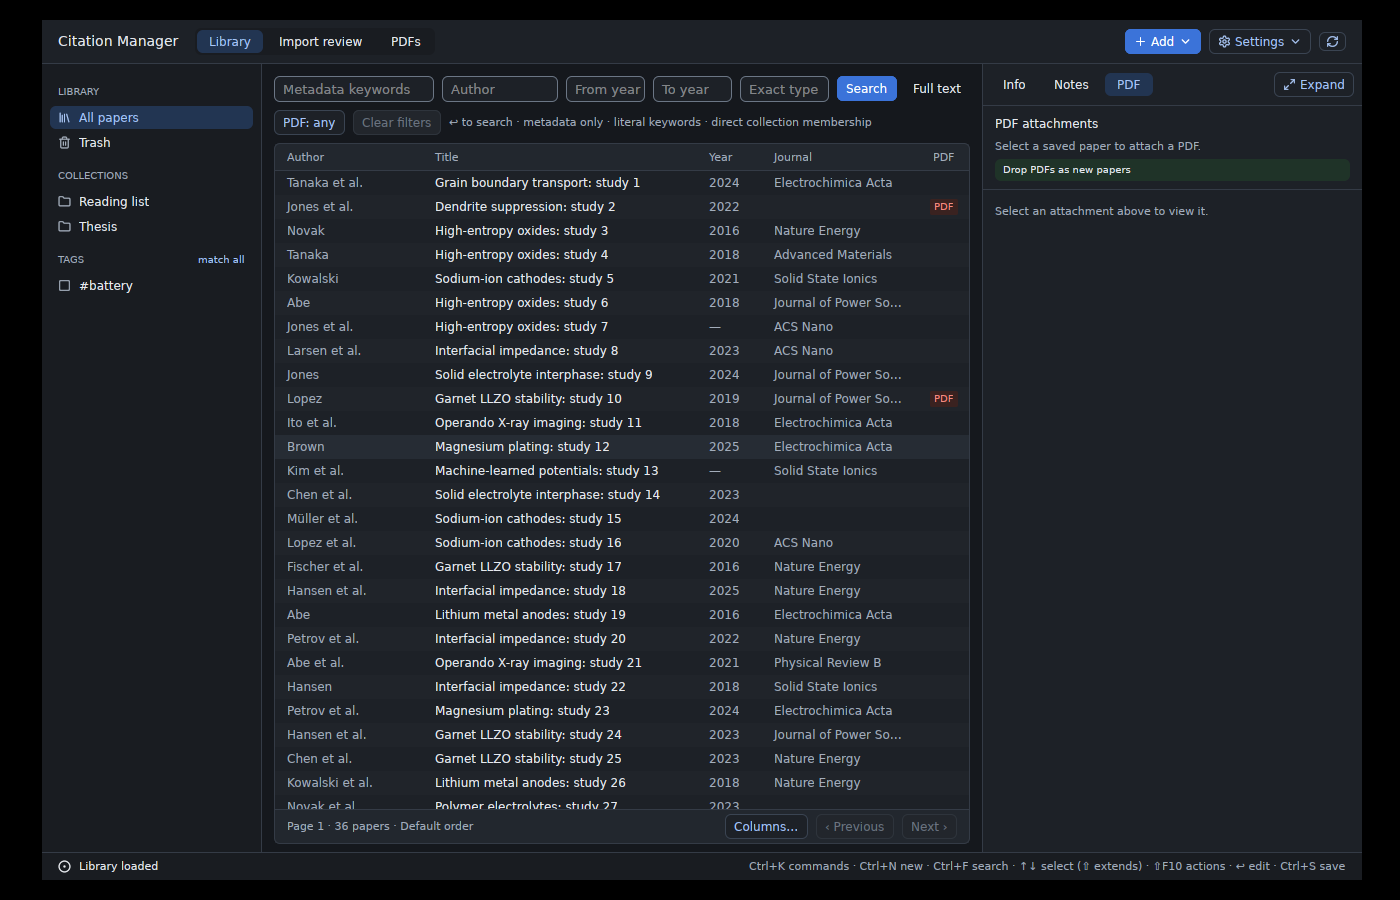 Citation Manager
Library
Import review
PDFs
+ Add
Settings
LIBRARY
All papers
Trash
COLLECTIONS
Reading list
Thesis
TAGS
match all
#battery
Metadata keywords
Author
From year
To year
Exact type
Search
Full text
PDF: any
Clear filters
↩ to search · metadata only · literal keywords · direct collection membership
Author Title Year Journal PDF
Tanaka et al. Grain boundary transport: study 1 2024 Electrochimica Acta
Jones et al. Dendrite suppression: study 2 2022 PDF
Novak High-entropy oxides: study 3 2016 Nature Energy
Tanaka High-entropy oxides: study 4 2018 Advanced Materials
Kowalski Sodium-ion cathodes: study 5 2021 Solid State Ionics
Abe High-entropy oxides: study 6 2018 Journal of Power So...
Jones et al. High-entropy oxides: study 7 — ACS Nano
Larsen et al. Interfacial impedance: study 8 2023 ACS Nano
Jones Solid electrolyte interphase: study 9 2024 Journal of Power So...
Lopez Garnet LLZO stability: study 10 2019 Journal of Power So... PDF
Ito et al. Operando X-ray imaging: study 11 2018 Electrochimica Acta
Brown Magnesium plating: study 12 2025 Electrochimica Acta
Kim et al. Machine-learned potentials: study 13 — Solid State Ionics
Chen et al. Solid electrolyte interphase: study 14 2023
Müller et al. Sodium-ion cathodes: study 15 2024
Lopez et al. Sodium-ion cathodes: study 16 2020 ACS Nano
Fischer et al. Garnet LLZO stability: study 17 2016 Nature Energy
Hansen et al. Interfacial impedance: study 18 2025 Nature Energy
Abe Lithium metal anodes: study 19 2016 Electrochimica Acta
Petrov et al. Interfacial impedance: study 20 2022 Nature Energy
Abe et al. Operando X-ray imaging: study 21 2021 Physical Review B
Hansen Interfacial impedance: study 22 2018 Solid State Ionics
Petrov et al. Magnesium plating: study 23 2024 Electrochimica Acta
Hansen et al. Garnet LLZO stability: study 24 2023 Journal of Power So...
Chen et al. Garnet LLZO stability: study 25 2023 Nature Energy
Kowalski et al. Lithium metal anodes: study 26 2018 Nature Energy
Novak et al. Polymer electrolytes: study 27 2023
Page 1 · 36 papers · Default order
Columns...
‹ Previous
Next ›
Info
Notes
PDF
Expand
PDF attachments
Select a saved paper to attach a PDF.
Drop PDFs as new papers
Select an attachment above to view it.
Library loaded
Ctrl+K commands · Ctrl+N new · Ctrl+F search · ↑↓ select (⇧ extends) · ⇧F10 actions · ↩ edit · Ctrl+S save